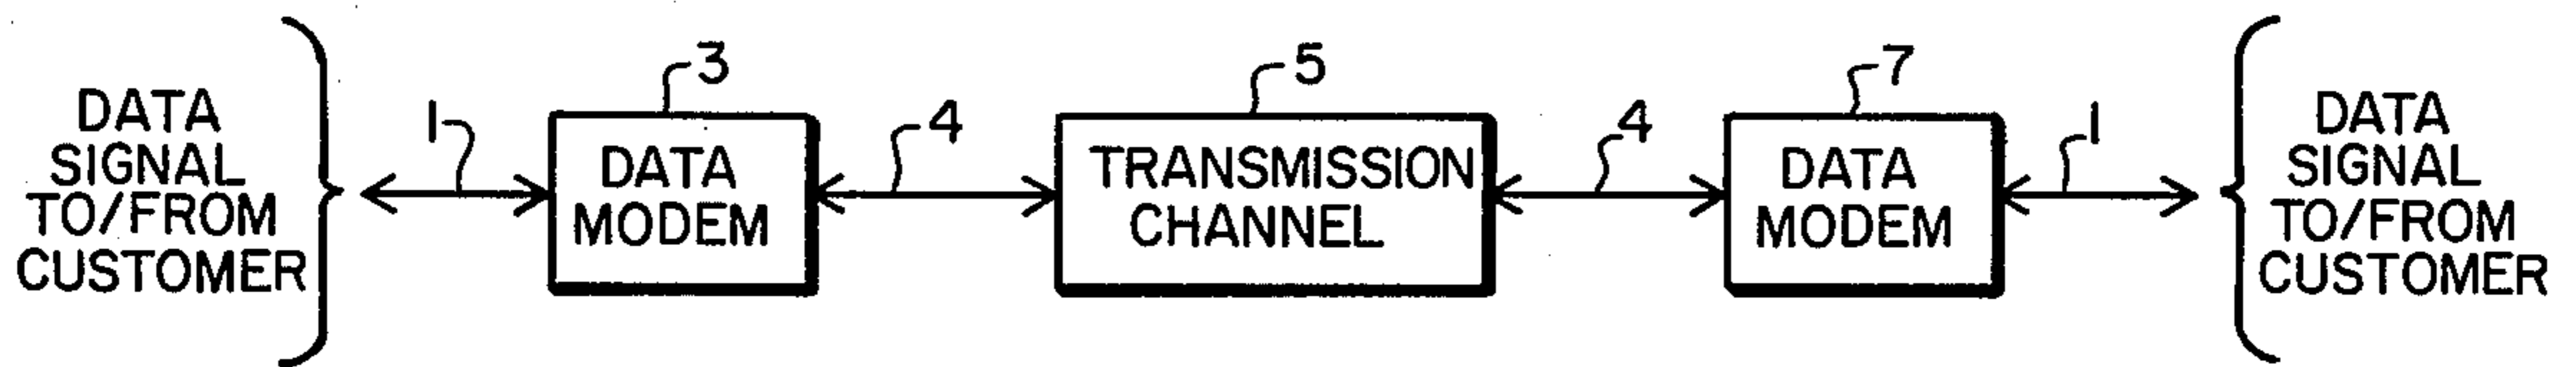 DATA
SIGNAL
TO/FROM
CUSTOMER
1
3
DATA
MODEM
4
5
TRANSMISSION
CHANNEL
4
7
DATA
MODEM
1
DATA
SIGNAL
TO/FROM
CUSTOMER